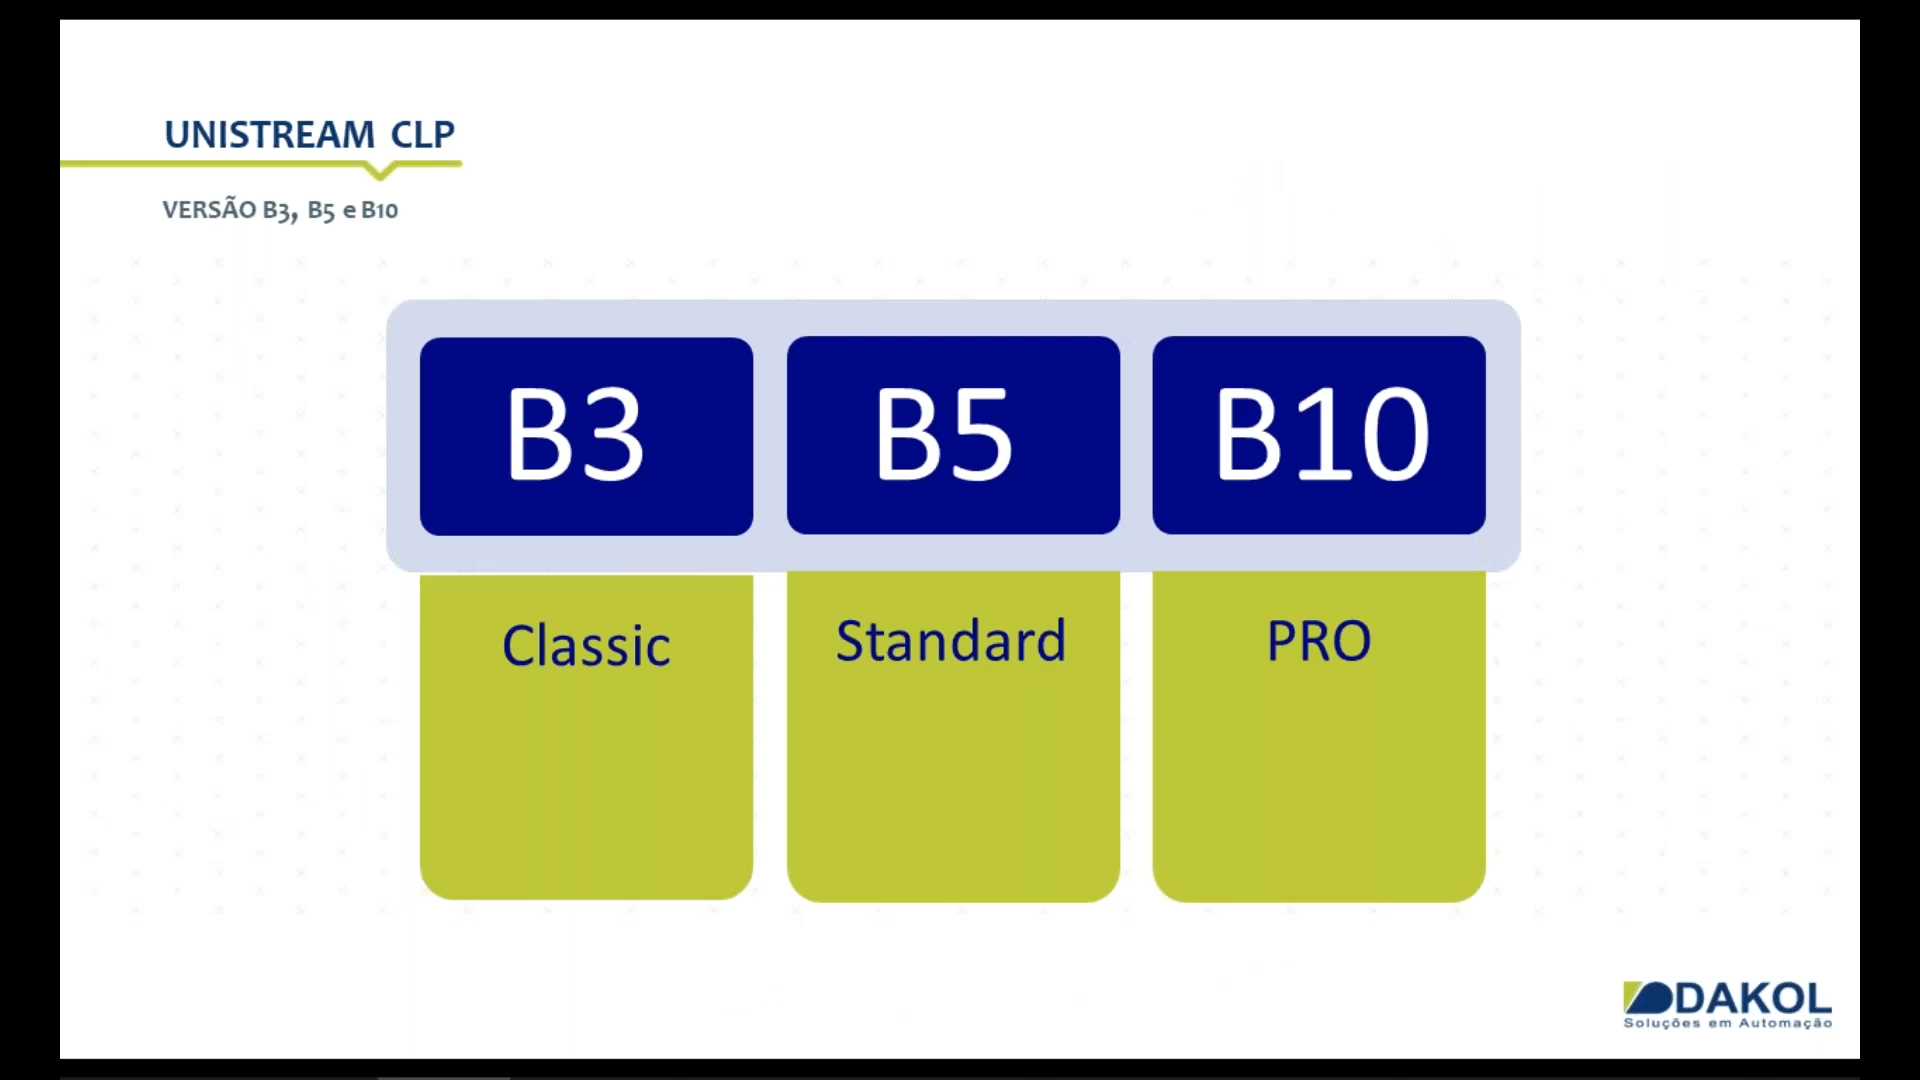 UNISTREAM CLP
VERSÃO B3, B5 e B10
B3
B5
B10
Classic
Standard
PRO
DAKOL
Soluções em Automação